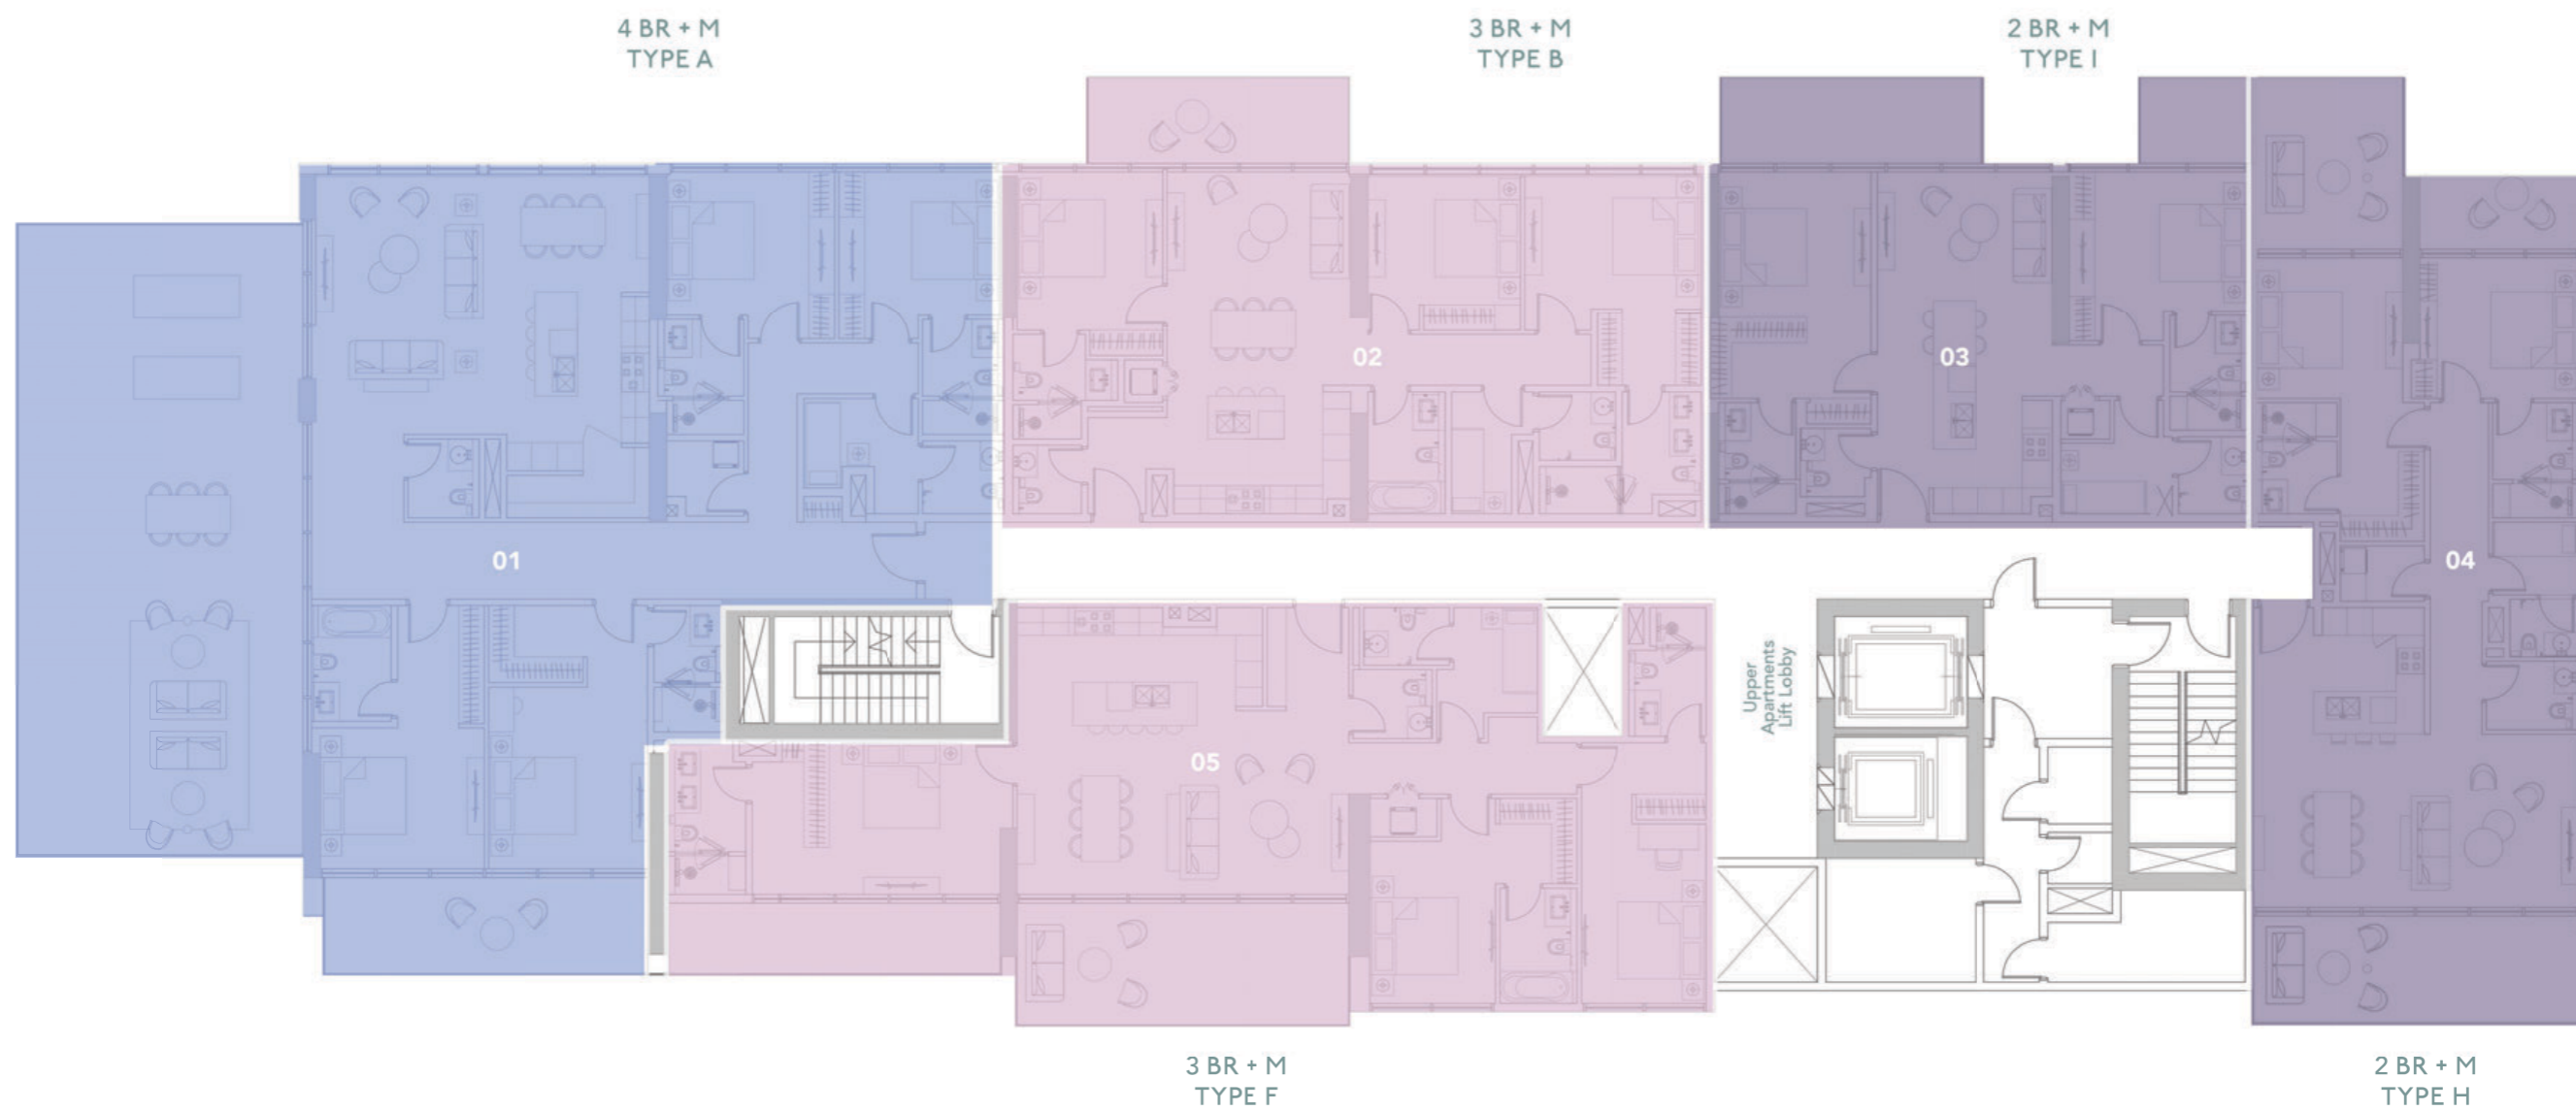 4 BR + M
TYPE A
3 BR + M
TYPE B
2 BR + M
TYPE I
02
03
01
04
Upper
Apartments
Lift Lobby
05
3 BR + M
TYPE F
2 BR + M
TYPE H